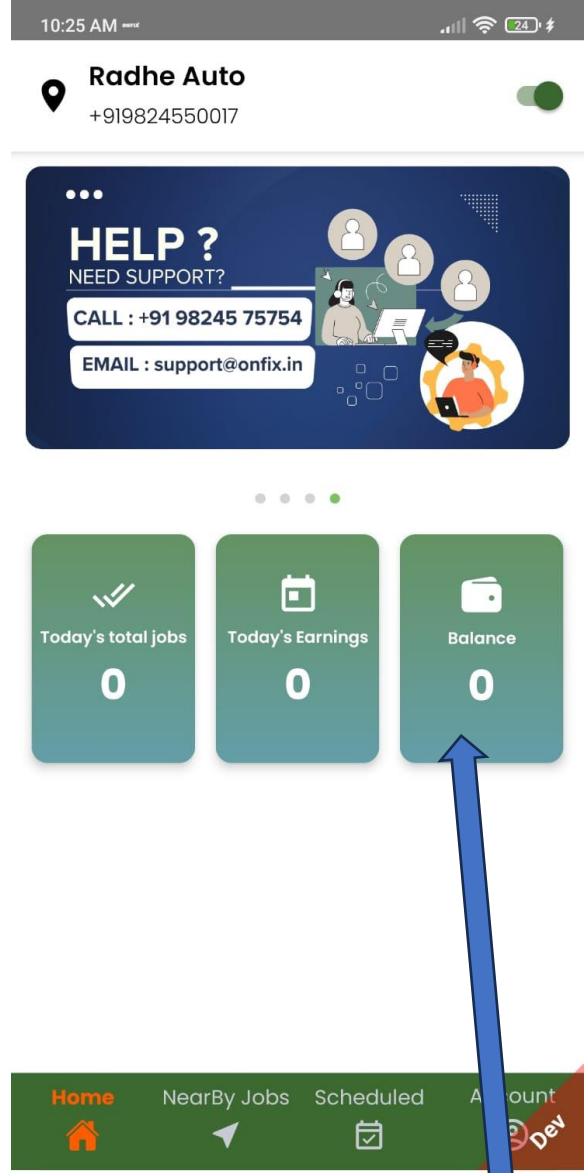 10:25 AM
24
Radhe Auto
+919824550017
HELP ?
NEED SUPPORT?
CALL : +91 98245 75754
EMAIL : support@onfix.in
Today's total jobs
0
Today's Earnings
0
Balance
0
Home NearBy Jobs Scheduled
Dev